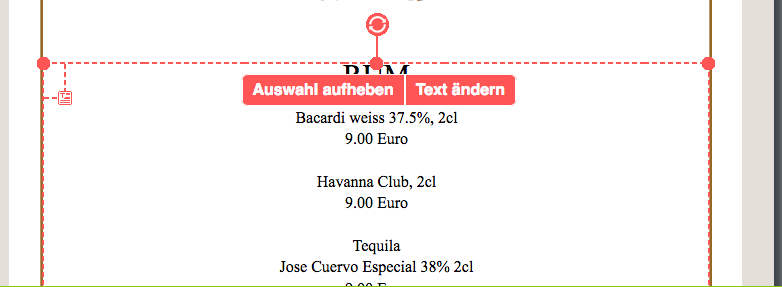 RUM
Auswahl aufheben Text ändern
Bacardi weiss 37.5%, 2cl
9.00 Euro
Havanna Club, 2cl
9.00 Euro
Tequila
Jose Cuervo Especial 38% 2cl